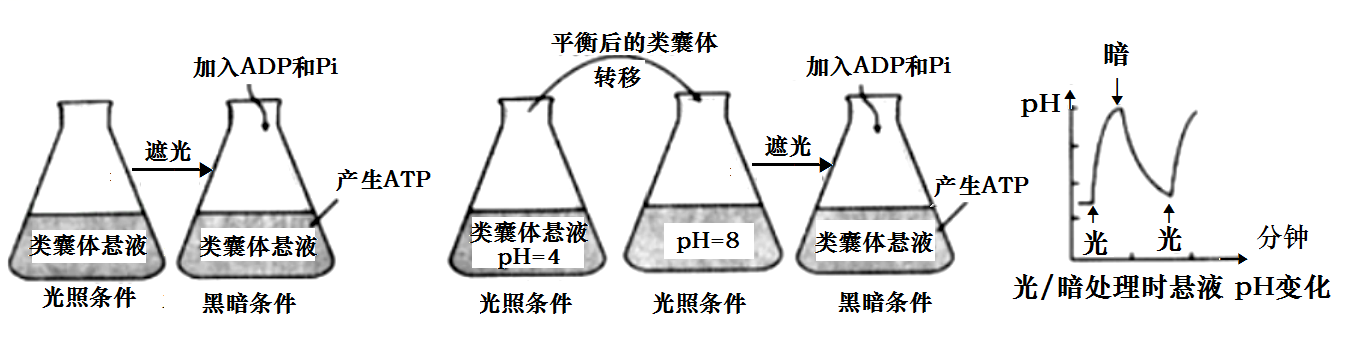 加入ADP和Pi
遮光
产生ATP
类囊体悬液
类囊体悬液
光照条件
黑暗条件
平衡后的类囊体
转移
加入ADP和Pi
遮光
产生ATP
类囊体悬液
pH=4
pH=8
类囊体悬液
光照条件
光照条件
黑暗条件
暗
pH
光
光
分钟
光/暗处理时悬液 pH变化